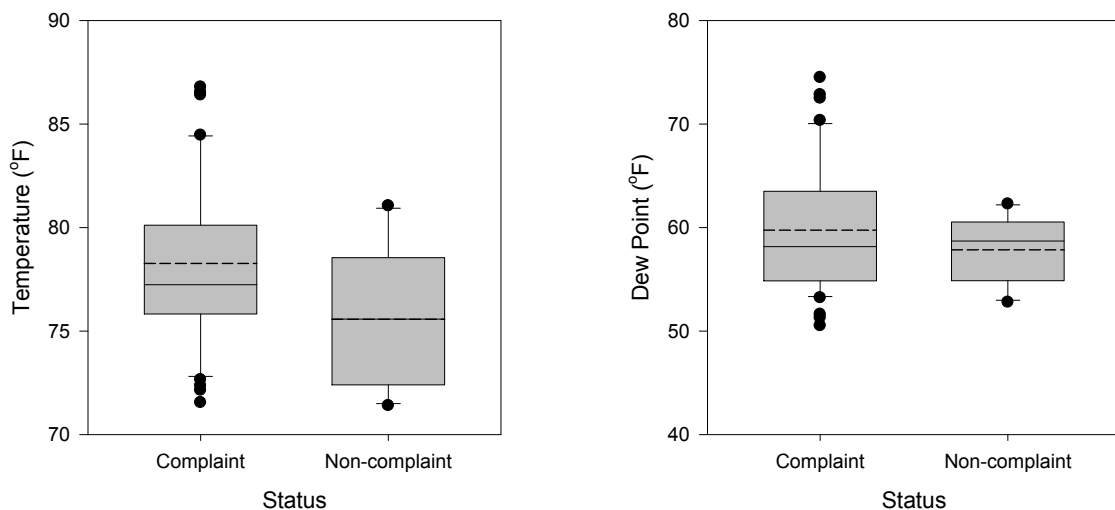 90
85
80
75
70
Temperature (°F)
Complaint
Non-complaint
Status
80
70
60
50
40
Dew Point (°F)
Complaint
Non-complaint
Status